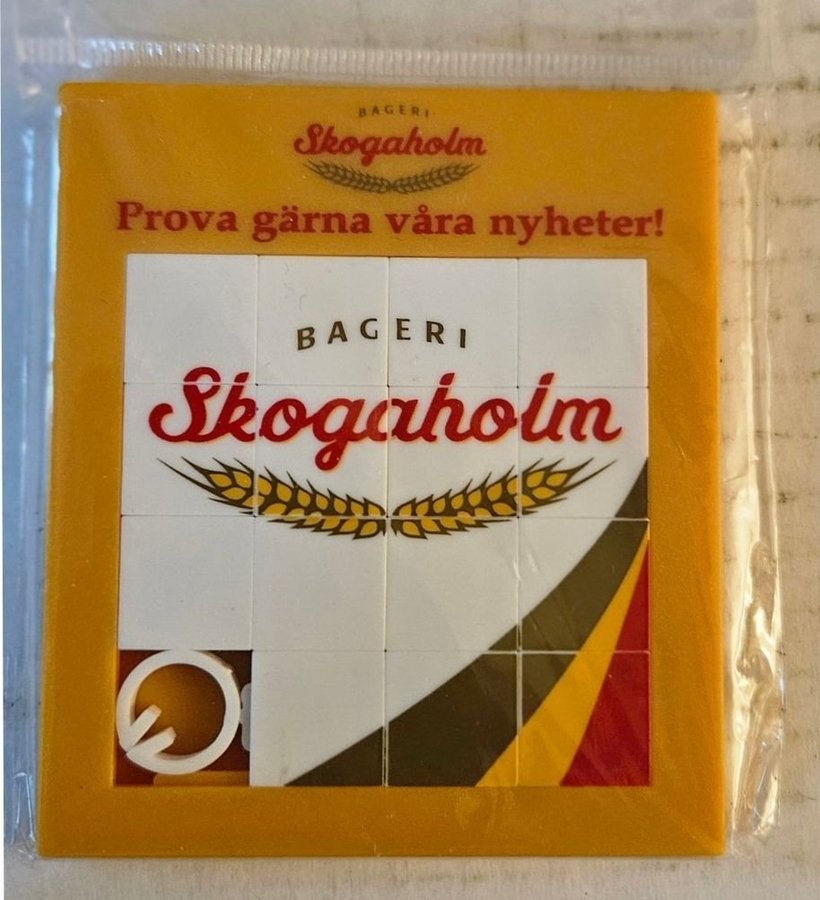 BAGERI
Skogaholm
Prova gärna våra nyheter!
BAGERI
Skogaholm